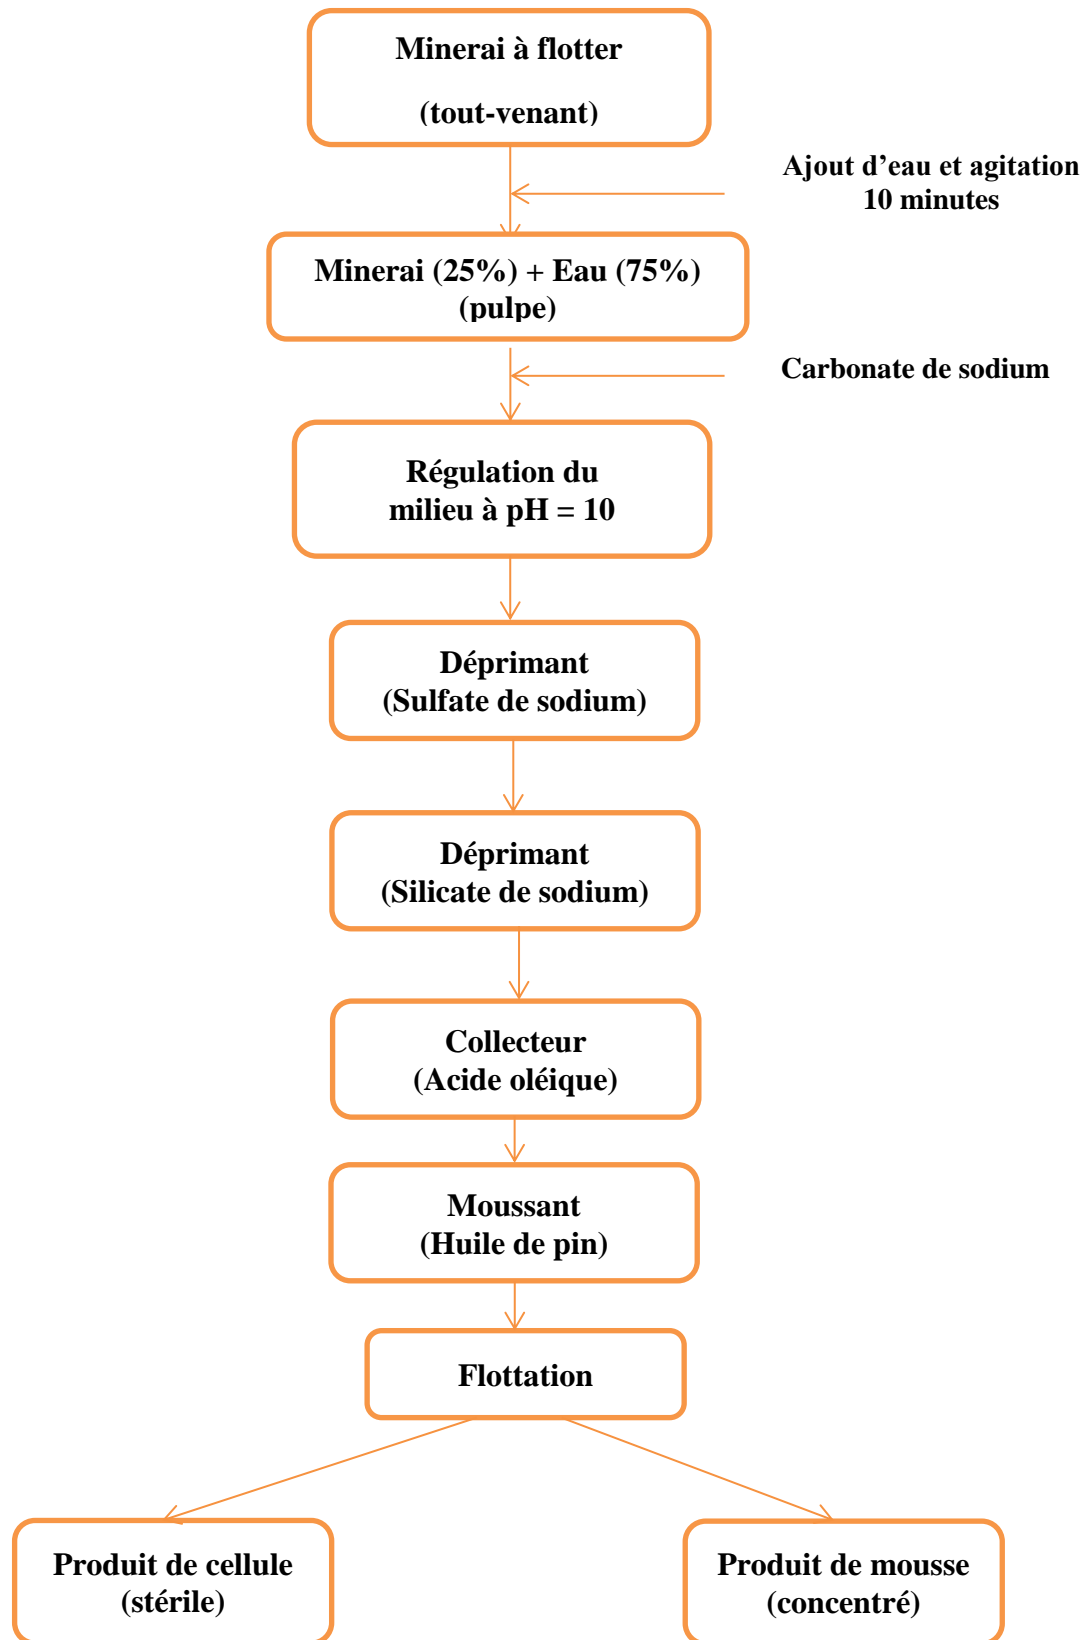 Minerai à flotter
(tout-venant)
Ajout d’eau et agitation
10 minutes
Minerai (25%) + Eau (75%)
(pulpe)
Carbonate de sodium
Régulation du
milieu à pH = 10
Déprimant
(Sulfate de sodium)
Déprimant
(Silicate de sodium)
Collecteur
(Acide oléique)
Moussant
(Huile de pin)
Flottation
Produit de cellule
(stérile)
Produit de mousse
(concentré)